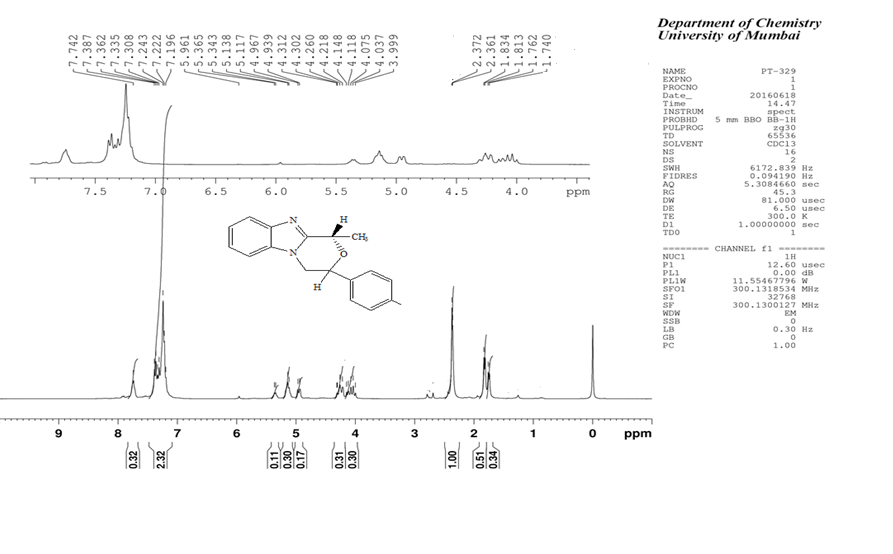 Department of Chemistry
University of Mumbai
7.742
7.387
7.362
7.335
7.308
7.243
7.222
7.196
5.961
5.365
5.343
5.138
5.117
4.967
4.939
4.312
4.302
4.260
4.218
4.148
4.118
4.075
4.037
3.999
2.372
2.361
1.834
1.813
1.762
1.740
NAME PT-329
EXPNO 1
PROCNO 1
Date_ 20160618
Time 14.47
INSTRUM spect
PROBHD 5 mm BBO BB-1H
PULPROG zg30
TD 65536
SOLVENT CDCl3
NS 16
DS 2
SWH 6172.839 Hz
FIDRES 0.094190 Hz
AQ 5.3084660 sec
RG 45.3
DW 81.000 usec
DE 6.50 usec
TE 300.0 K
D1 1.00000000 sec
TD0 1
======== CHANNEL f1 ========
NUC1 1H
P1 12.60 usec
PL1 0.00 dB
PL1W 11.55467796 W
SFO1 300.1318534 MHz
SI 32768
SF 300.1300127 MHz
WDW EM
SSB 0
LB 0.30 Hz
GB 0
PC 1.00
7.5 7.0 6.5 6.0 5.5 5.0 4.5 4.0 ppm
N H
CH3
O
N
H
9 8 7 6 5 4 3 2 1 0 ppm
0.32
2.32
0.11
0.30
0.17
0.31
0.30
1.00
0.51
0.34